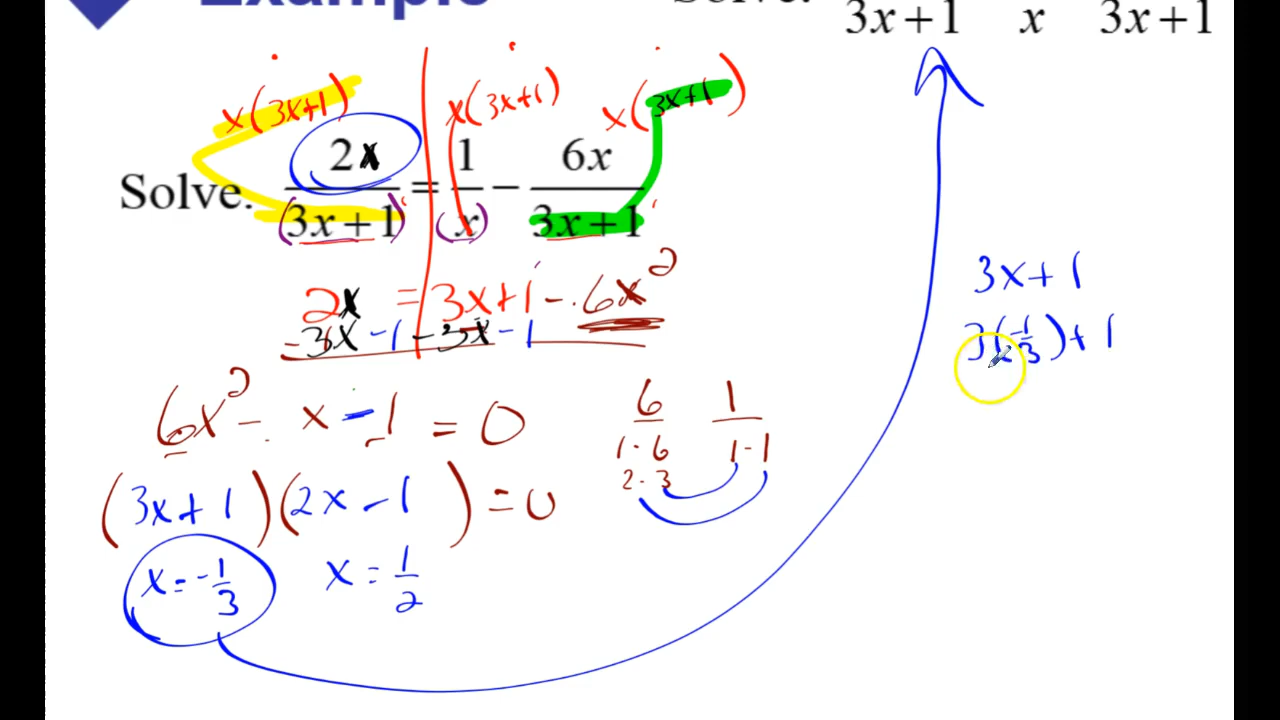 Example Solve:
3x+1 x 3x+1
x(3x+1) x(3x+1) x(3x+1)
Solve. 2x/(3x+1) = 1/(x) − 6x/3x+1
2x = 3x+1 - 6x²
-3x -1 -3x -1
3x+1
3(-1/3)+1
6x² - x - 1 = 0
6 1
1·6 1·1
2·3
(3x+1)(2x-1) = 0
x=-1/3 x=1/2